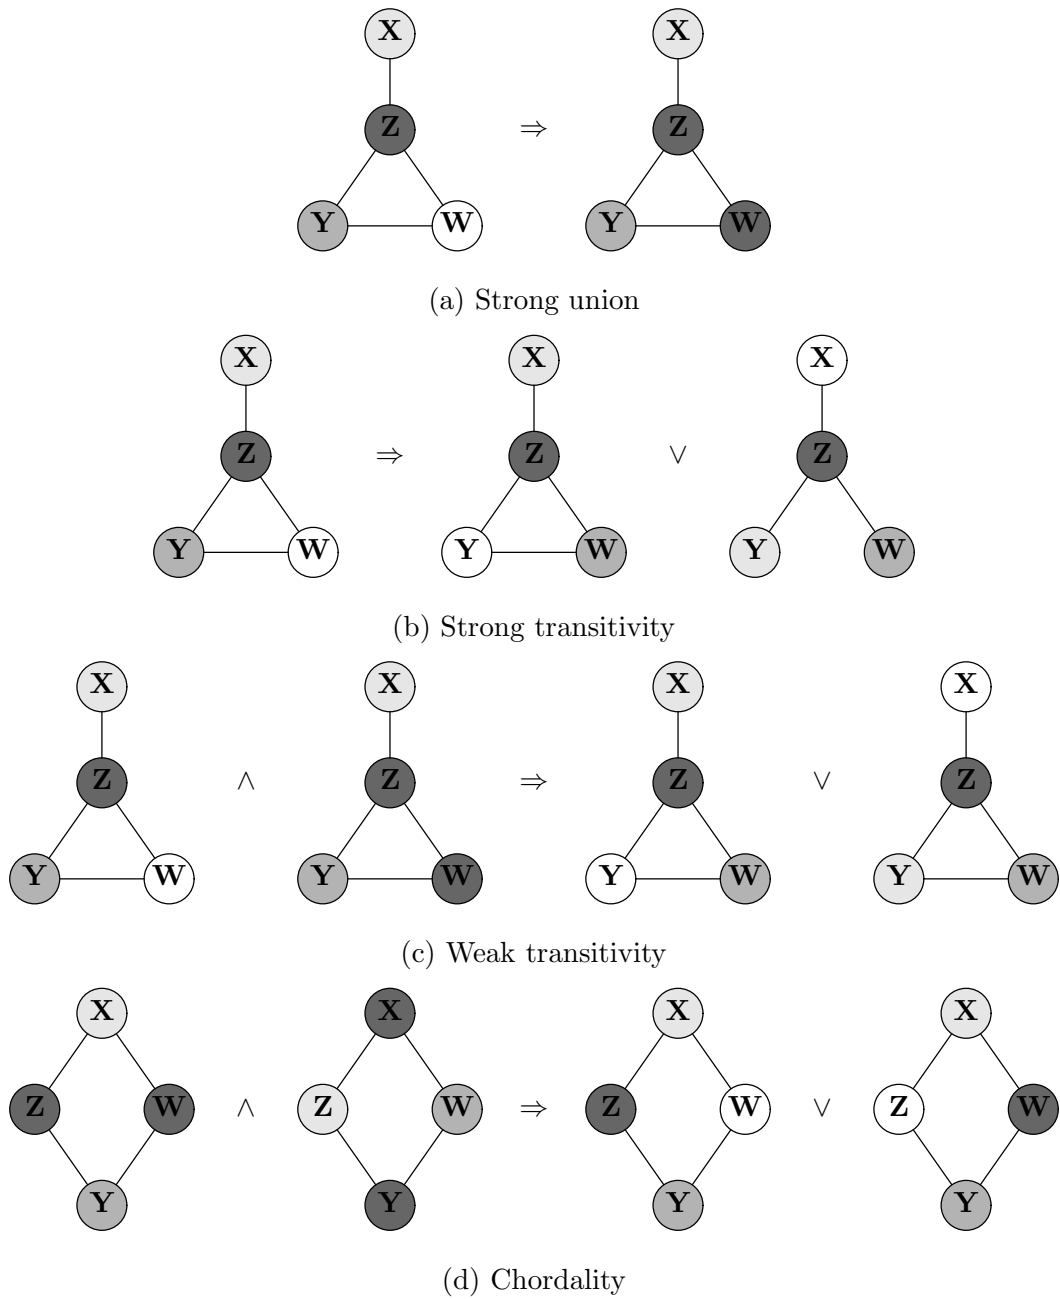 X X
Z ⇒ Z
Y W Y W
(a) Strong union
X X X
Z ⇒ Z ∨ Z
Y W Y W Y W
(b) Strong transitivity
X X X X
Z ∧ Z ⇒ Z ∨ Z
Y W Y W Y W Y W
(c) Weak transitivity
X X X X
Z W ∧ Z W ⇒ Z W ∨ Z W
Y Y Y Y
(d) Chordality